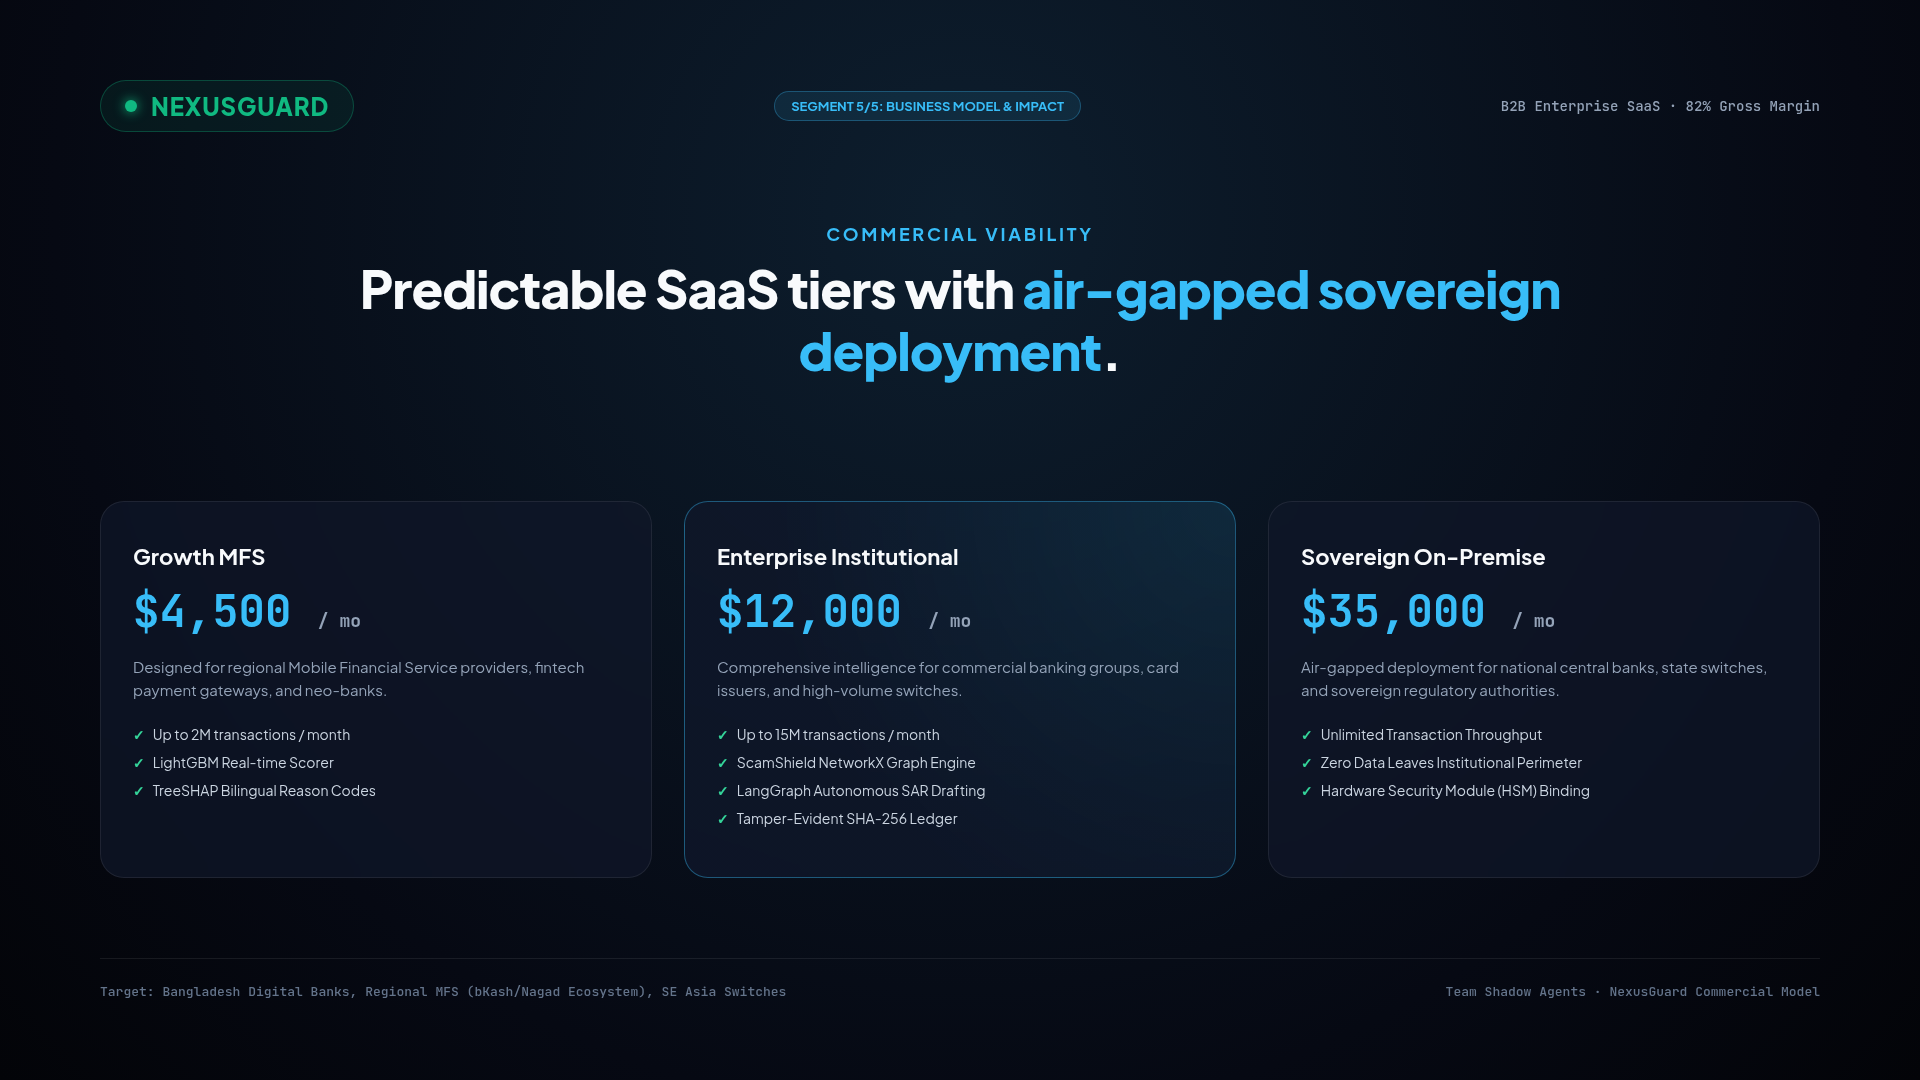 NEXUSGUARD
SEGMENT 5/5: BUSINESS MODEL & IMPACT
B2B Enterprise SaaS · 82% Gross Margin
COMMERCIAL VIABILITY
Predictable SaaS tiers with air-gapped sovereign
deployment.
Growth MFS
$4,500 / mo
Designed for regional Mobile Financial Service providers, fintech
payment gateways, and neo-banks.
✓ Up to 2M transactions / month
✓ LightGBM Real-time Scorer
✓ TreeSHAP Bilingual Reason Codes
Enterprise Institutional
$12,000 / mo
Comprehensive intelligence for commercial banking groups, card
issuers, and high-volume switches.
✓ Up to 15M transactions / month
✓ ScamShield NetworkX Graph Engine
✓ LangGraph Autonomous SAR Drafting
✓ Tamper-Evident SHA-256 Ledger
Sovereign On-Premise
$35,000 / mo
Air-gapped deployment for national central banks, state switches,
and sovereign regulatory authorities.
✓ Unlimited Transaction Throughput
✓ Zero Data Leaves Institutional Perimeter
✓ Hardware Security Module (HSM) Binding
Target: Bangladesh Digital Banks, Regional MFS (bKash/Nagad Ecosystem), SE Asia Switches
Team Shadow Agents · NexusGuard Commercial Model